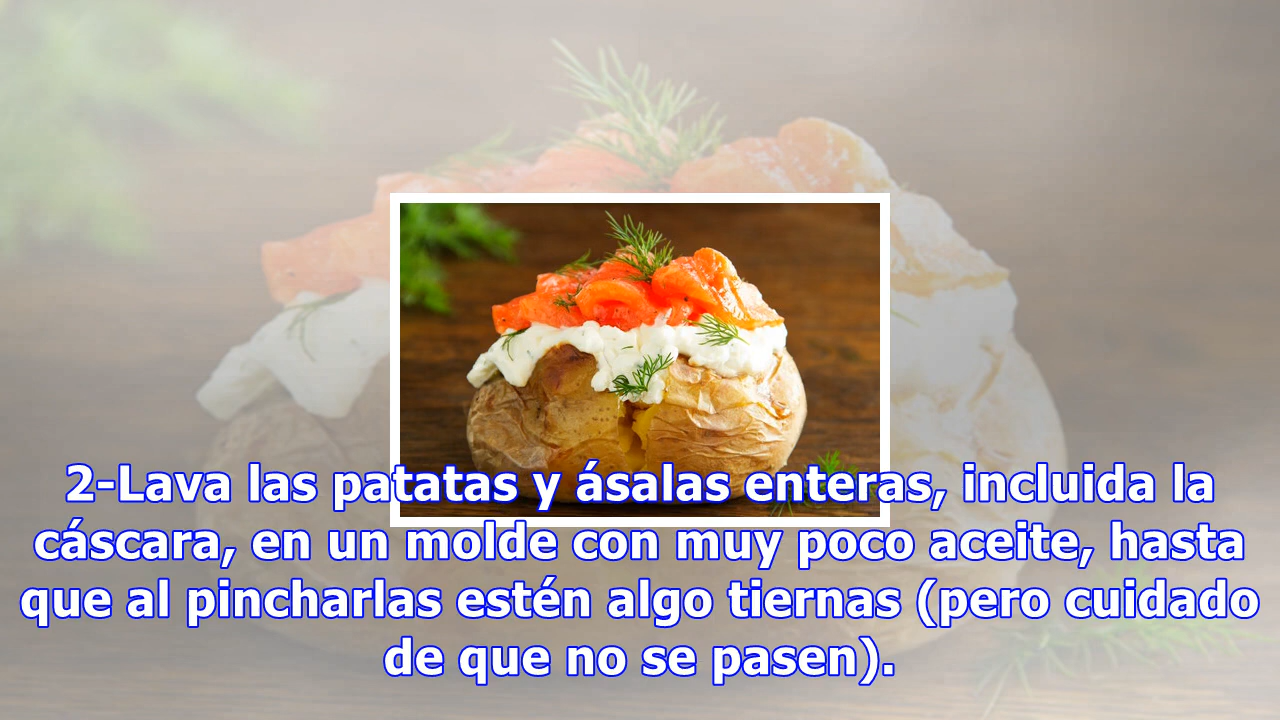 2-Lava las patatas y ásalas enteras, incluida la
cáscara, en un molde con muy poco aceite, hasta
que al pincharlas estén algo tiernas (pero cuidado
de que no se pasen).